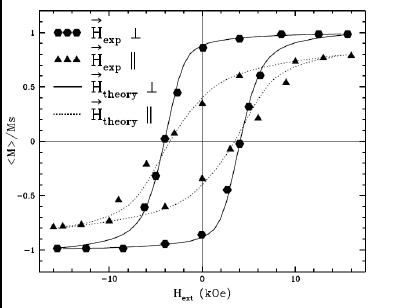 H⃗exp ⊥
H⃗exp ∥
H⃗theory ⊥
H⃗theory ∥
1
0.5
0
−0.5
−1
<M>/Ms
−10 0 10
Hext (kOe)